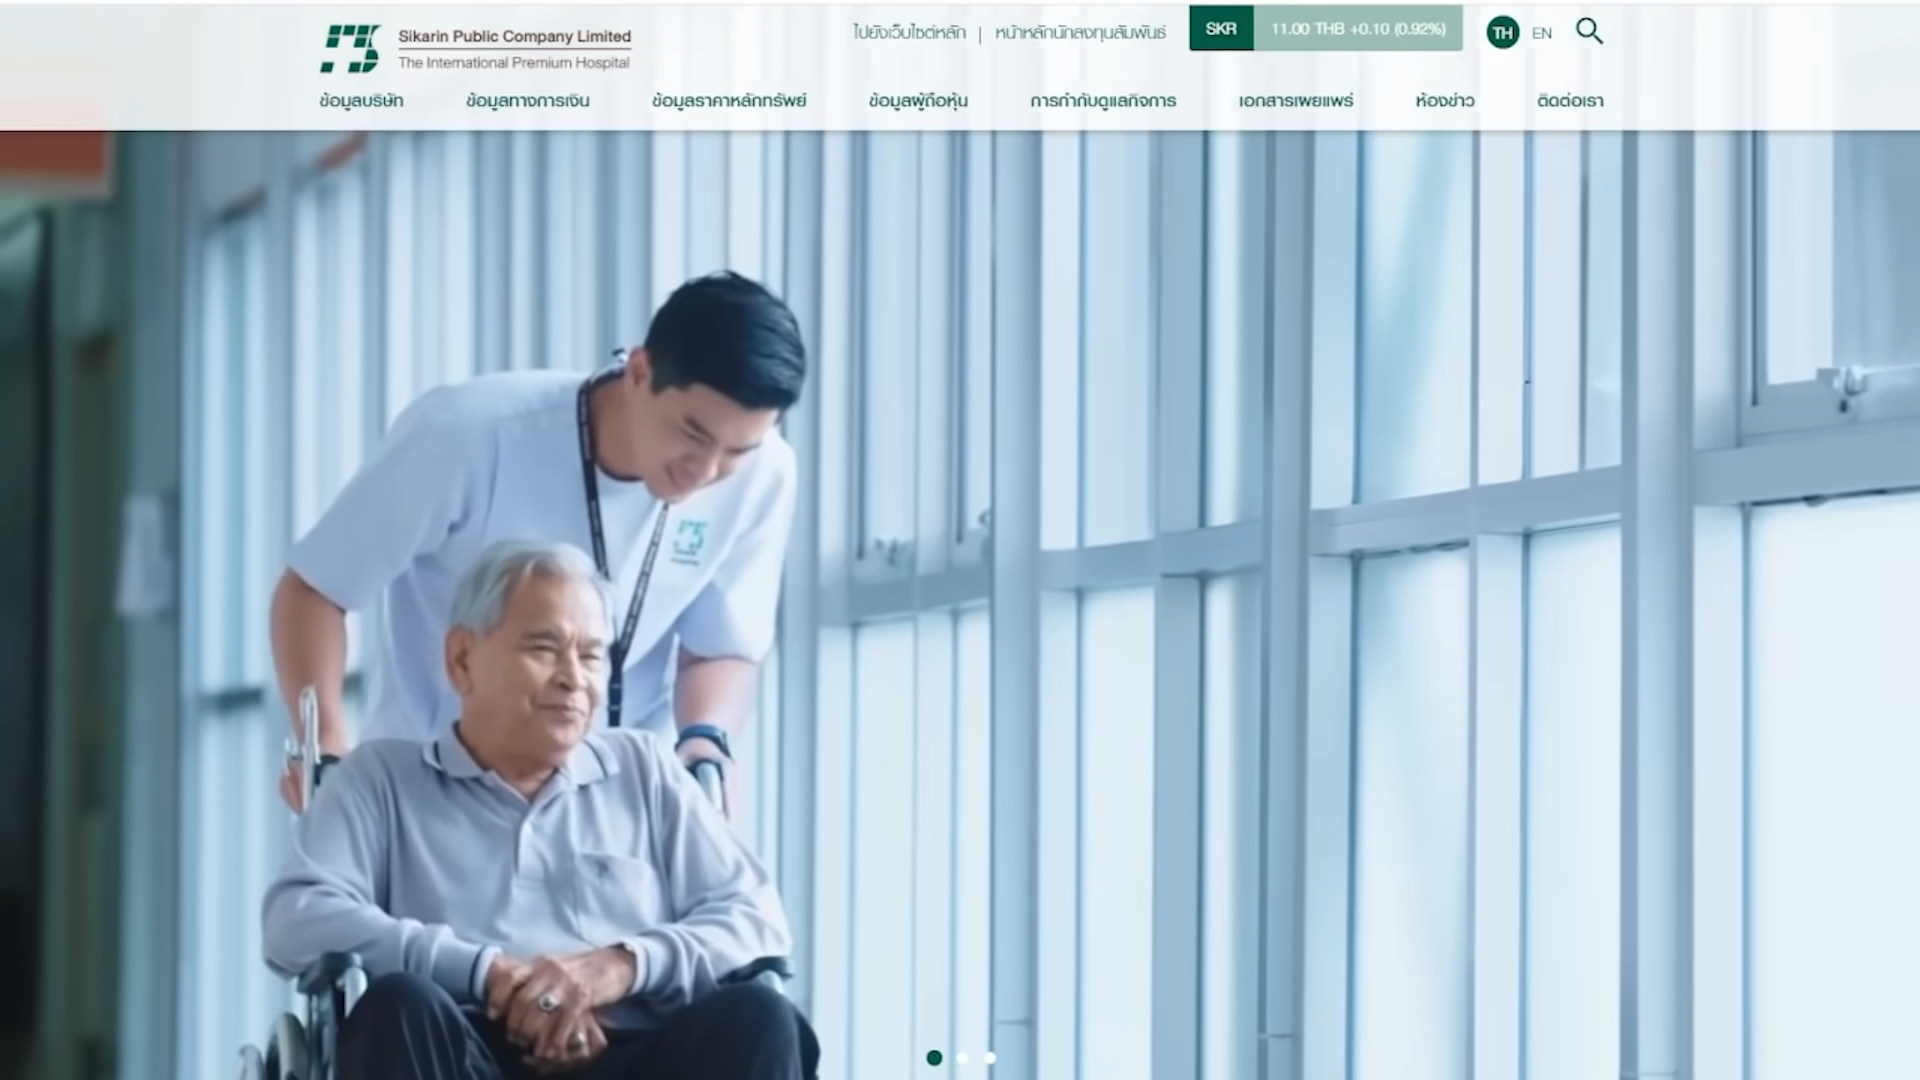 Sikarin Public Company Limited
The International Premium Hospital
ไปยังเว็บไซต์หลัก | หน้าหลักนักลงทุนสัมพันธ์
SKR 11.00 THB +0.10 (0.92%)
TH EN
ข้อมูลบริษัท ข้อมูลทางการเงิน ข้อมูลราคาหลักทรัพย์ ข้อมูลผู้ถือหุ้น การกำกับดูแลกิจการ เอกสารเผยแพร่ ห้องข่าว ติดต่อเรา